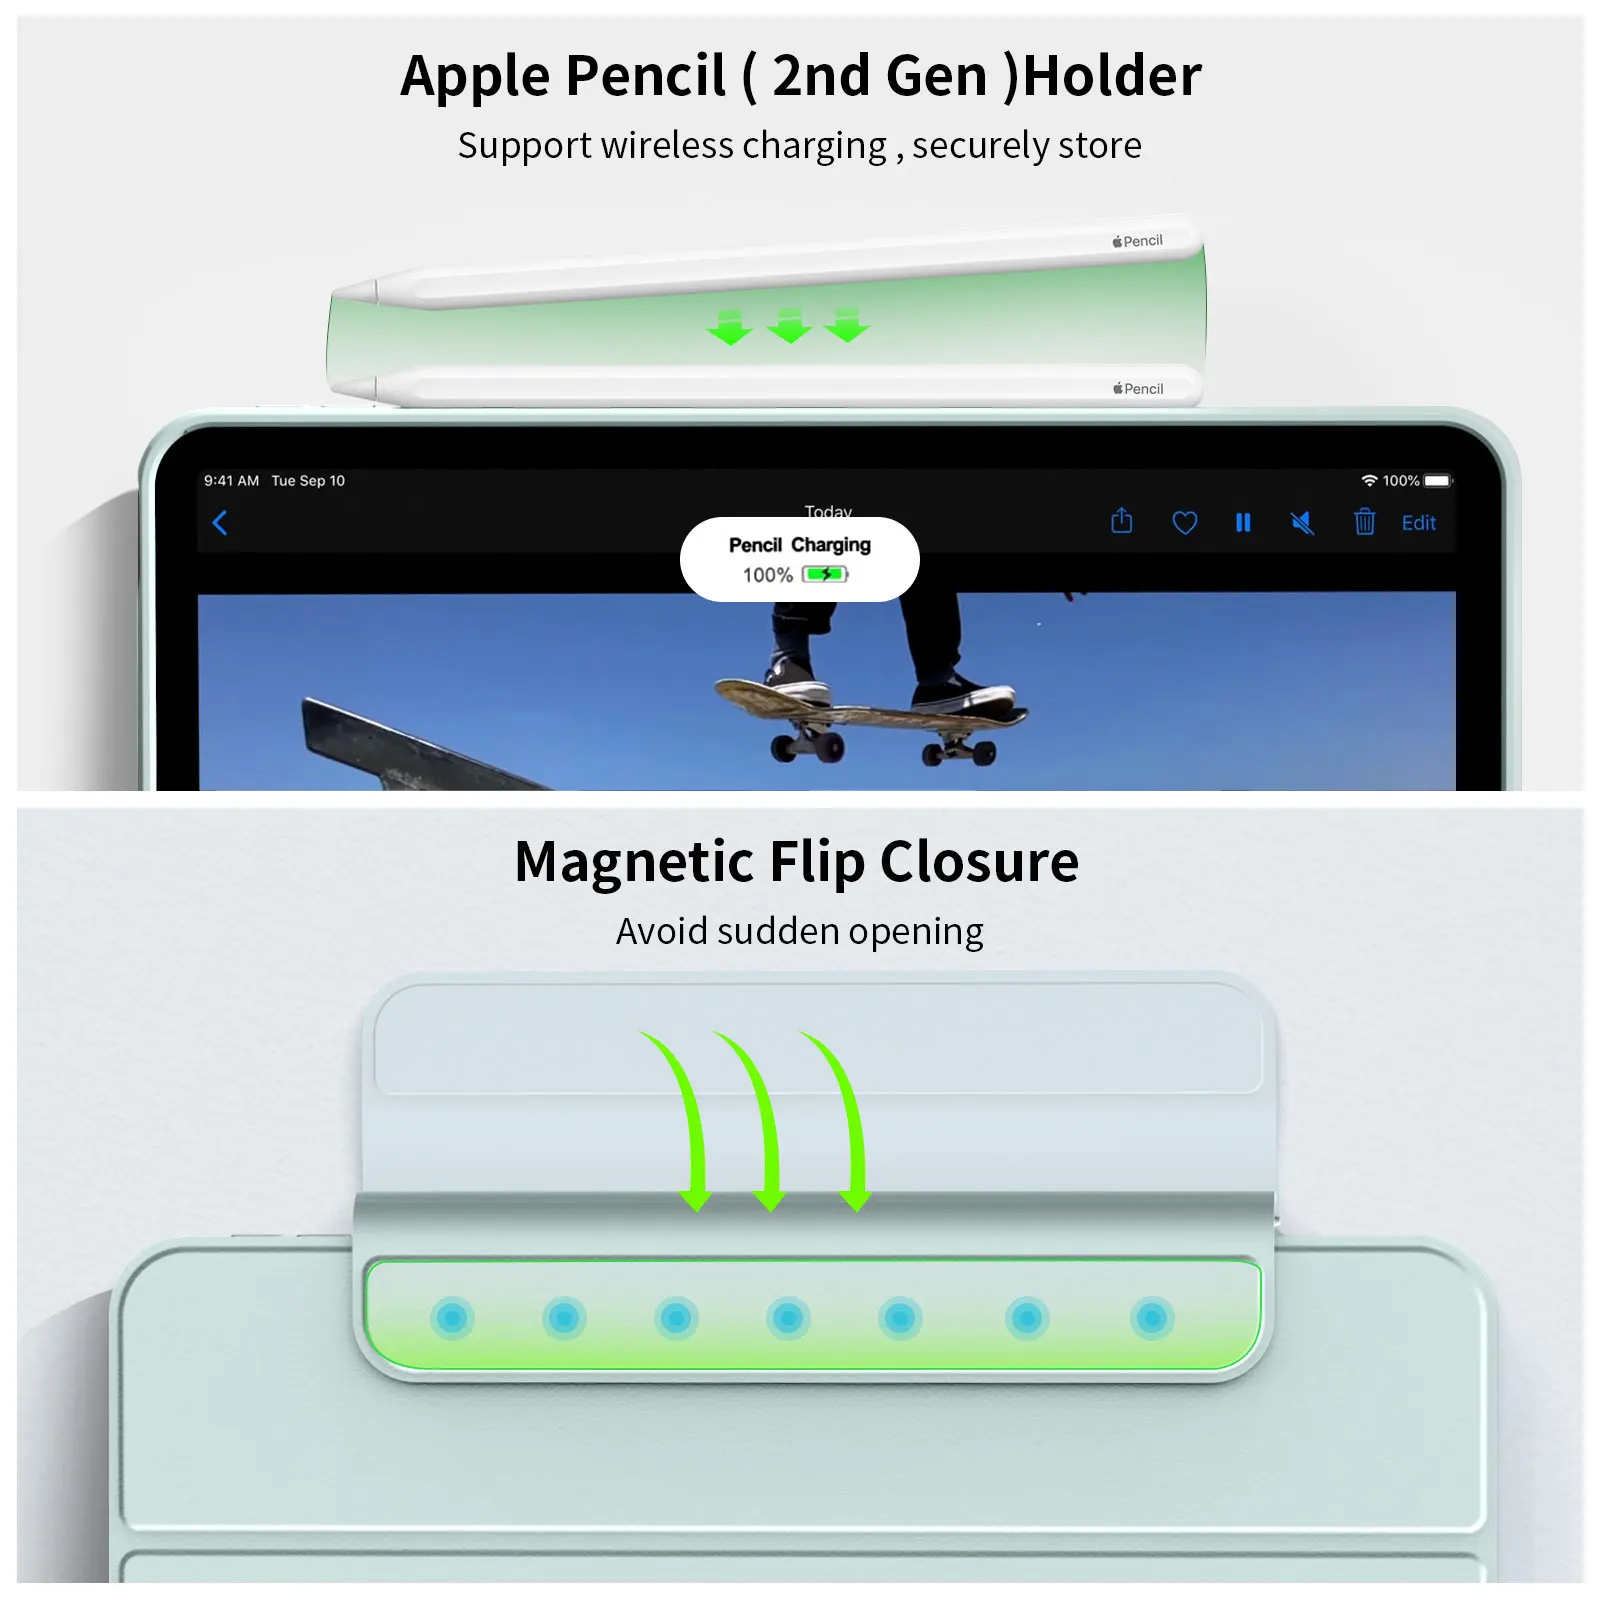 Apple Pencil ( 2nd Gen )Holder
Support wireless charging , securely store
Pencil
Pencil
9:41 AM Tue Sep 10
100%
Today
Edit
Pencil Charging
100%
Magnetic Flip Closure
Avoid sudden opening